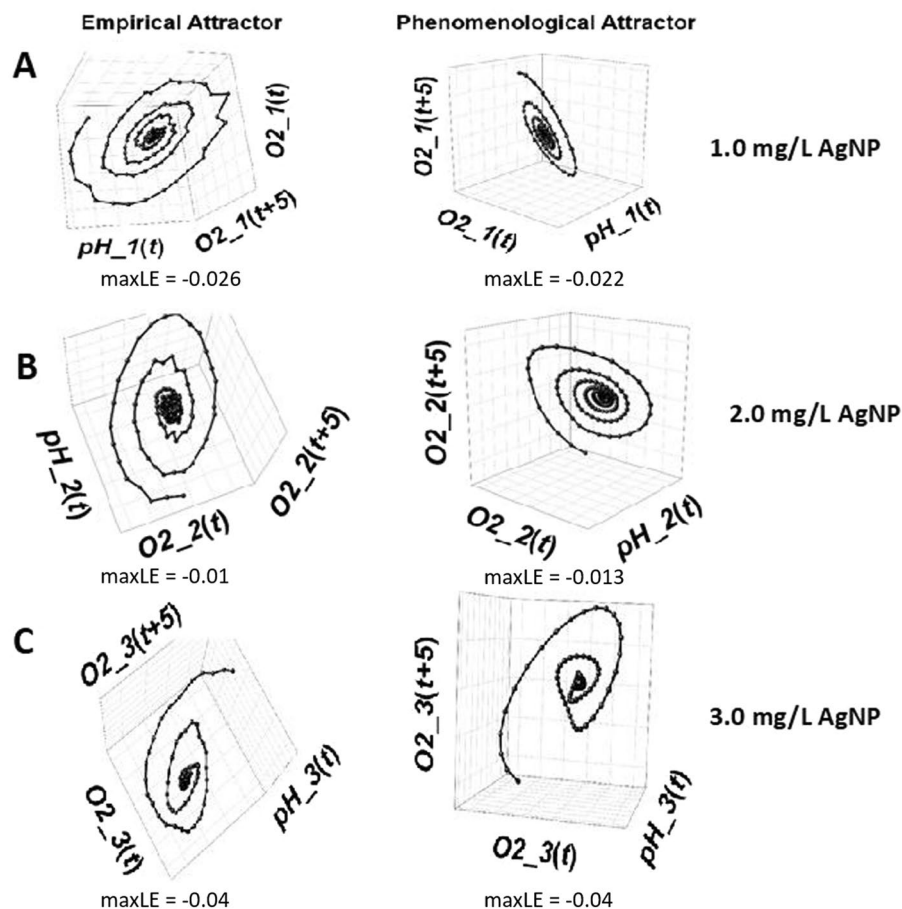 Empirical Attractor
Phenomenological Attractor
A
O2_1(t)
O2_1(t+5)
pH_1(t)
maxLE = -0.026
O2_1(t+5)
O2_1(t)
pH_1(t)
maxLE = -0.022
1.0 mg/L AgNP
B
pH_2(t)
O2_2(t)
O2_2(t+5)
maxLE = -0.01
O2_2(t+5)
O2_2(t)
pH_2(t)
maxLE = -0.013
2.0 mg/L AgNP
C
O2_3(t+5)
O2_3(t)
pH_3(t)
maxLE = -0.04
O2_3(t+5)
O2_3(t)
pH_3(t)
maxLE = -0.04
3.0 mg/L AgNP